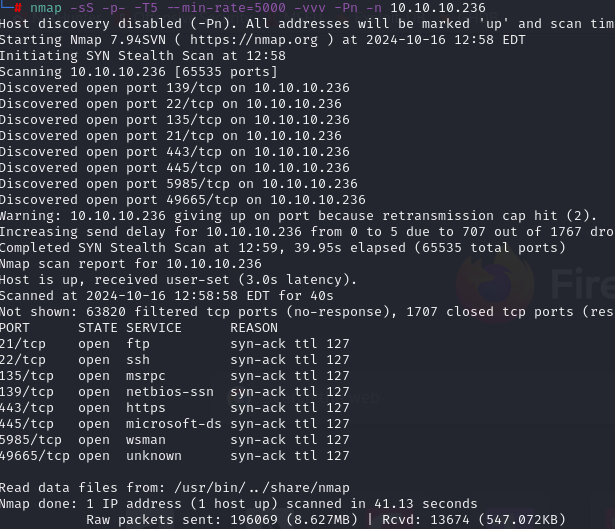 └─# nmap -sS -p- -T5 --min-rate=5000 -vvv -Pn -n 10.10.10.236
Host discovery disabled (-Pn). All addresses will be marked 'up' and scan tim
Starting Nmap 7.94SVN ( https://nmap.org ) at 2024-10-16 12:58 EDT
Initiating SYN Stealth Scan at 12:58
Scanning 10.10.10.236 [65535 ports]
Discovered open port 139/tcp on 10.10.10.236
Discovered open port 22/tcp on 10.10.10.236
Discovered open port 135/tcp on 10.10.10.236
Discovered open port 21/tcp on 10.10.10.236
Discovered open port 443/tcp on 10.10.10.236
Discovered open port 445/tcp on 10.10.10.236
Discovered open port 5985/tcp on 10.10.10.236
Discovered open port 49665/tcp on 10.10.10.236
Warning: 10.10.10.236 giving up on port because retransmission cap hit (2).
Increasing send delay for 10.10.10.236 from 0 to 5 due to 707 out of 1767 dro
Completed SYN Stealth Scan at 12:59, 39.95s elapsed (65535 total ports)
Nmap scan report for 10.10.10.236
Host is up, received user-set (3.0s latency).
Scanned at 2024-10-16 12:58:58 EDT for 40s
Not shown: 63820 filtered tcp ports (no-response), 1707 closed tcp ports (res
PORT STATE SERVICE REASON
21/tcp open ftp syn-ack ttl 127
22/tcp open ssh syn-ack ttl 127
135/tcp open msrpc syn-ack ttl 127
139/tcp open netbios-ssn syn-ack ttl 127
443/tcp open https syn-ack ttl 127
445/tcp open microsoft-ds syn-ack ttl 127
5985/tcp open wsman syn-ack ttl 127
49665/tcp open unknown syn-ack ttl 127
Read data files from: /usr/bin/../share/nmap
Nmap done: 1 IP address (1 host up) scanned in 41.13 seconds
Raw packets sent: 196069 (8.627MB) | Rcvd: 13674 (547.072KB)
Fire